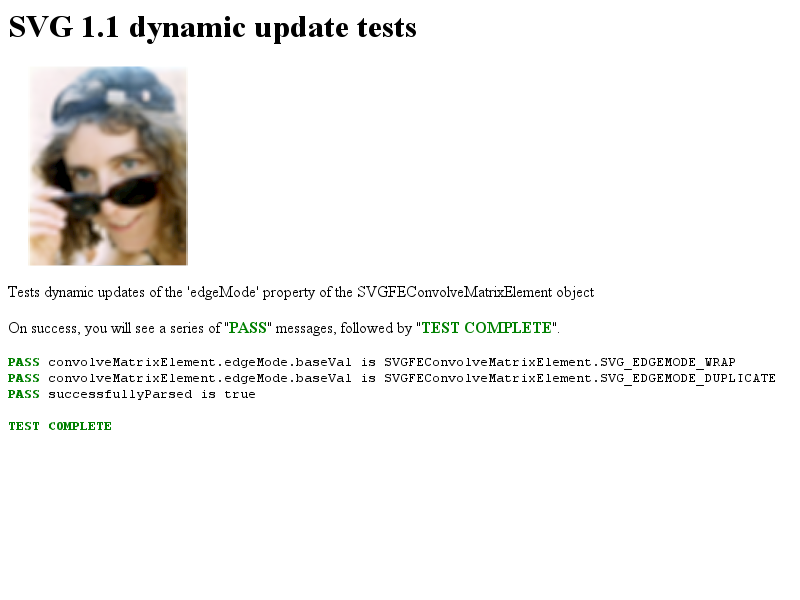 SVG 1.1 dynamic update tests
Tests dynamic updates of the 'edgeMode' property of the SVGFEConvolveMatrixElement object
On success, you will see a series of "PASS" messages, followed by "TEST COMPLETE".
PASS convolveMatrixElement.edgeMode.baseVal is SVGFEConvolveMatrixElement.SVG_EDGEMODE_WRAP
PASS convolveMatrixElement.edgeMode.baseVal is SVGFEConvolveMatrixElement.SVG_EDGEMODE_DUPLICATE
PASS successfullyParsed is true
TEST COMPLETE